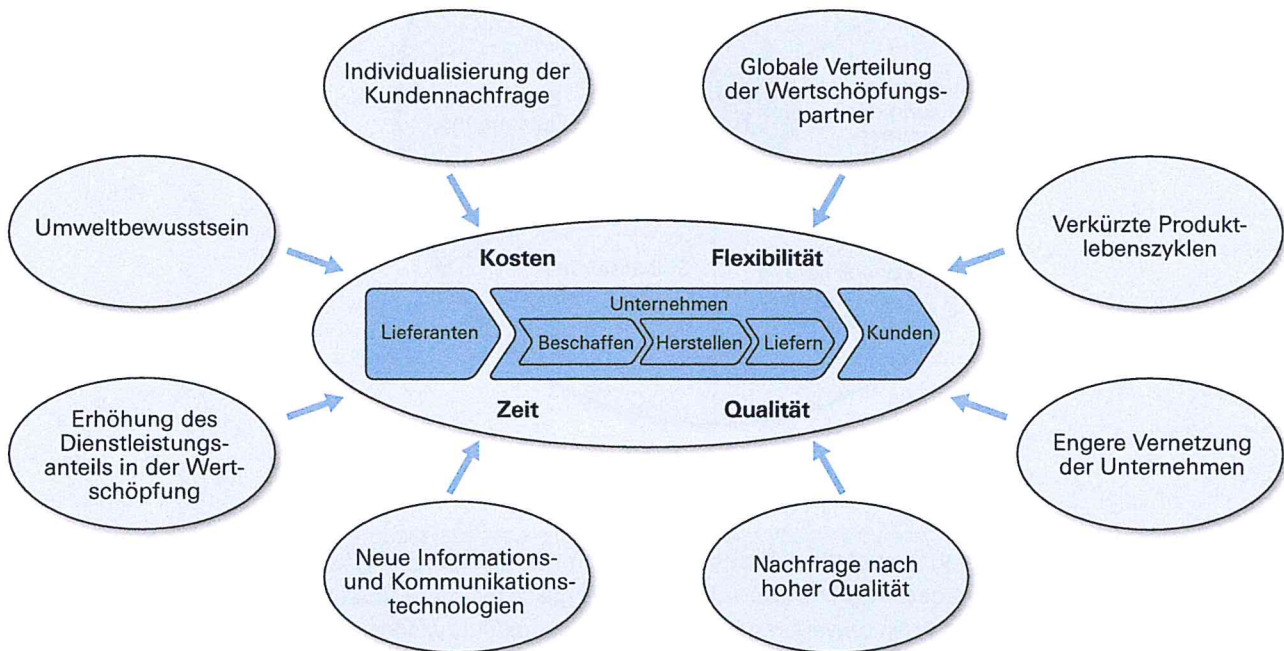 Individualisierung der
Kundennachfrage
Globale Verteilung
der Wertschöpfungs-
partner
Umweltbewusstsein
Verkürzte Produkt-
lebenszyklen
Kosten
Flexibilität
Unternehmen
Lieferanten
Beschaffen
Herstellen
Liefern
Kunden
Zeit
Qualität
Erhöhung des
Dienstleistungs-
anteils in der Wert-
schöpfung
Engere Vernetzung
der Unternehmen
Neue Informations-
und Kommunikations-
technologien
Nachfrage nach
hoher Qualität